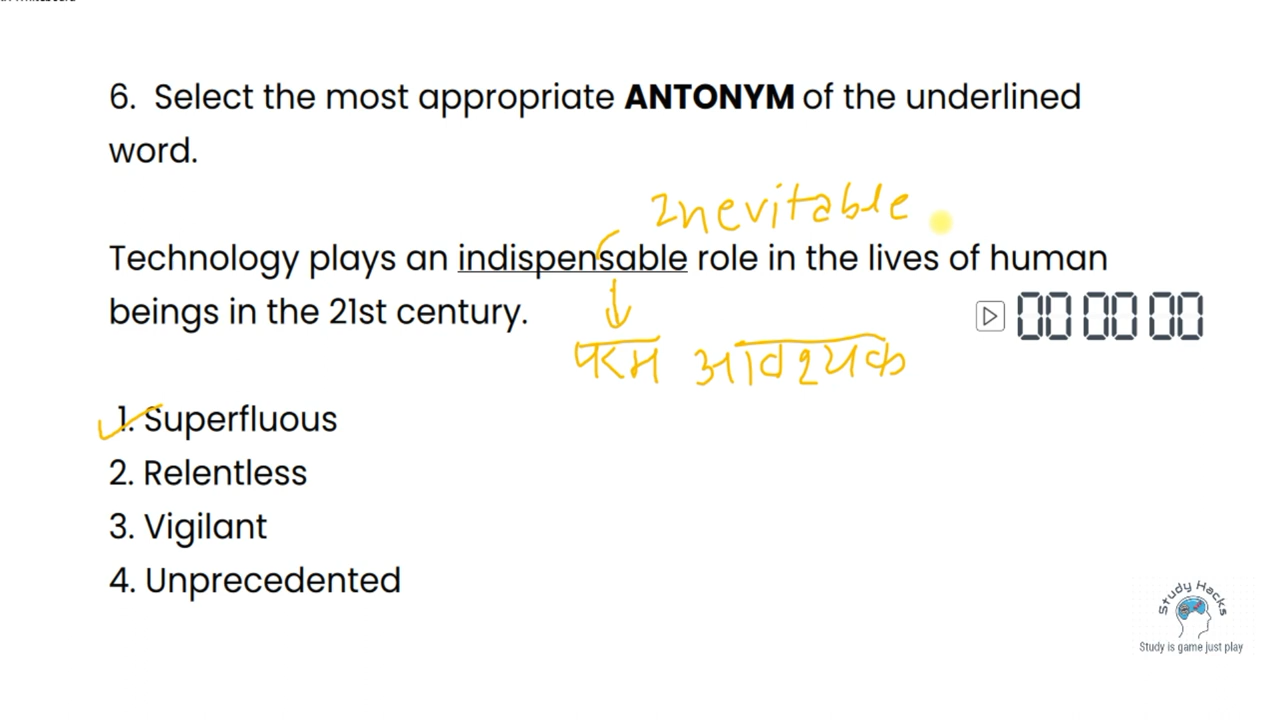 6. Select the most appropriate ANTONYM of the underlined
word.
Inevitable
Technology plays an indispensable role in the lives of human
beings in the 21st century.
00 00 00
परम आवश्यक
1. Superfluous
2. Relentless
3. Vigilant
4. Unprecedented
Study Hacks
Study is game just play